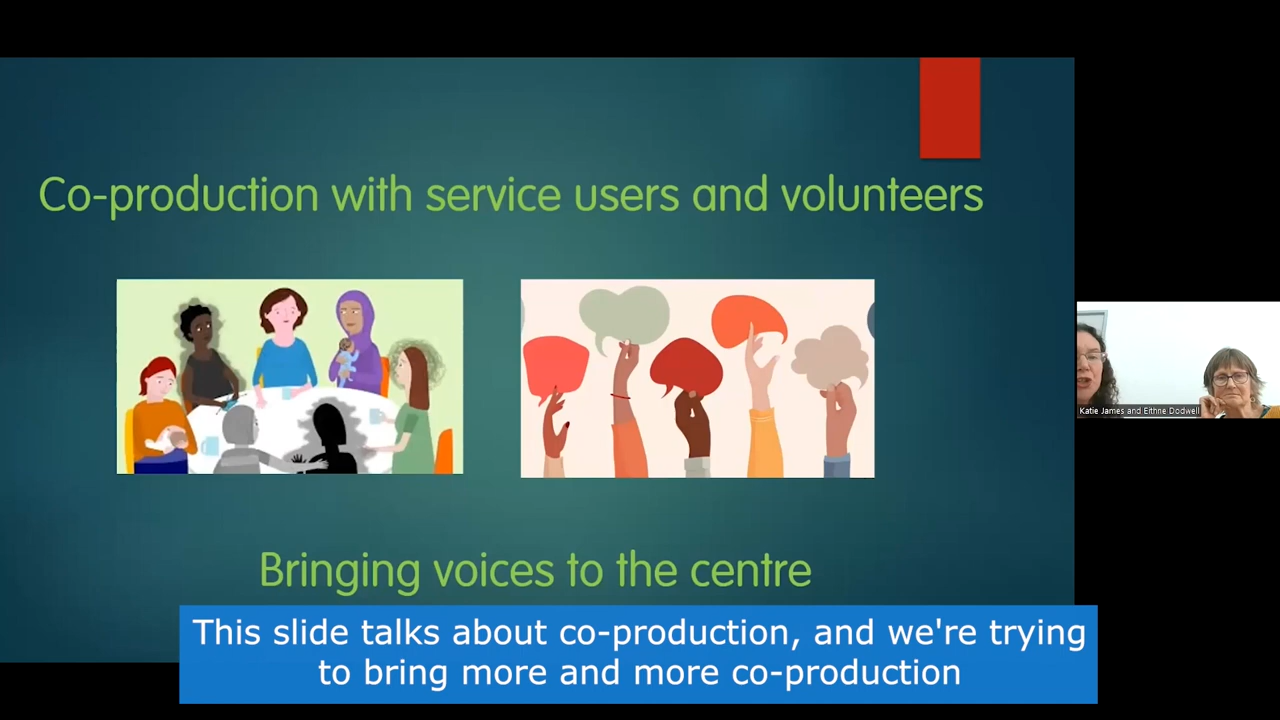 Co-production with service users and volunteers
Katie James and Eithne Dodwell
Bringing voices to the centre
This slide talks about co-production, and we're trying
to bring more and more co-production